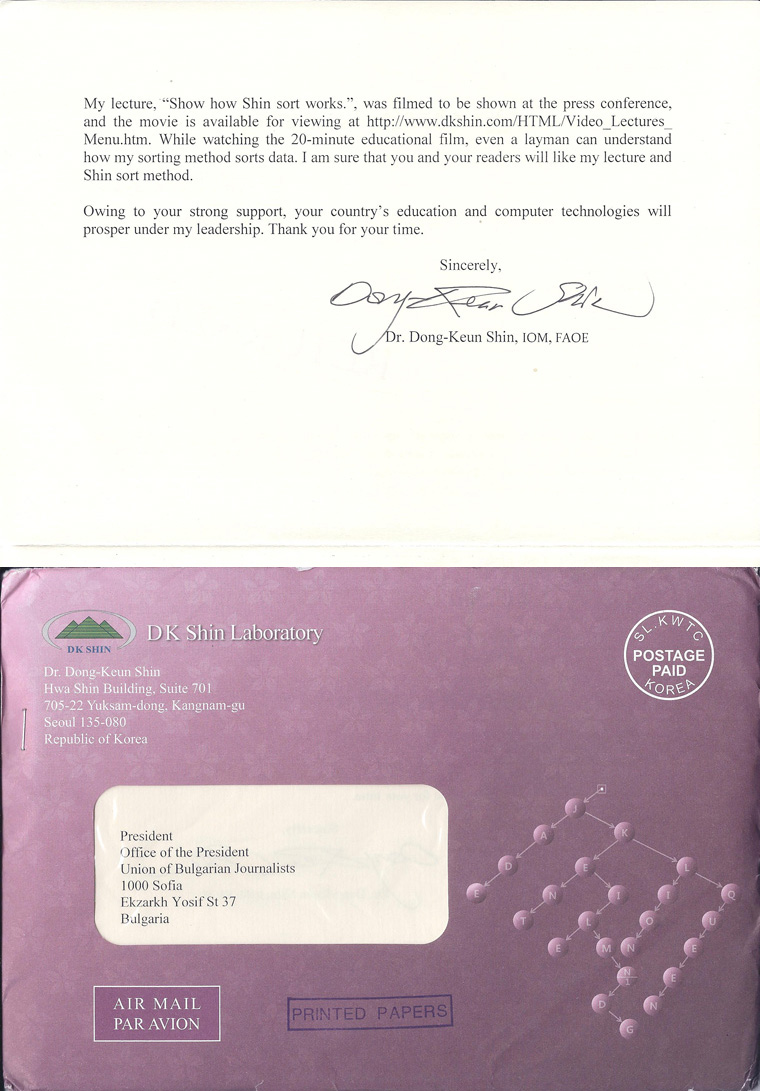 My lecture, “Show how Shin sort works.”, was filmed to be shown at the press conference,
and the movie is available for viewing at http://www.dkshin.com/HTML/Video_Lectures_
Menu.htm. While watching the 20-minute educational film, even a layman can understand
how my sorting method sorts data. I am sure that you and your readers will like my lecture and
Shin sort method.
Owing to your strong support, your country’s education and computer technologies will
prosper under my leadership. Thank you for your time.
Sincerely,
Dong-Keun Shin
Dr. Dong-Keun Shin, IOM, FAOE
DK SHIN
DK Shin Laboratory
Dr. Dong-Keun Shin
Hwa Shin Building, Suite 701
705-22 Yuksam-dong, Kangnam-gu
Seoul 135-080
Republic of Korea
SL.KWTC
POSTAGE
PAID
KOREA
President
Office of the President
Union of Bulgarian Journalists
1000 Sofia
Ekzarkh Yosif St 37
Bulgaria
J
A K
D E L
E N I I Q
T L O U
E M N E
E
D N
G
AIR MAIL
PAR AVION
PRINTED PAPERS